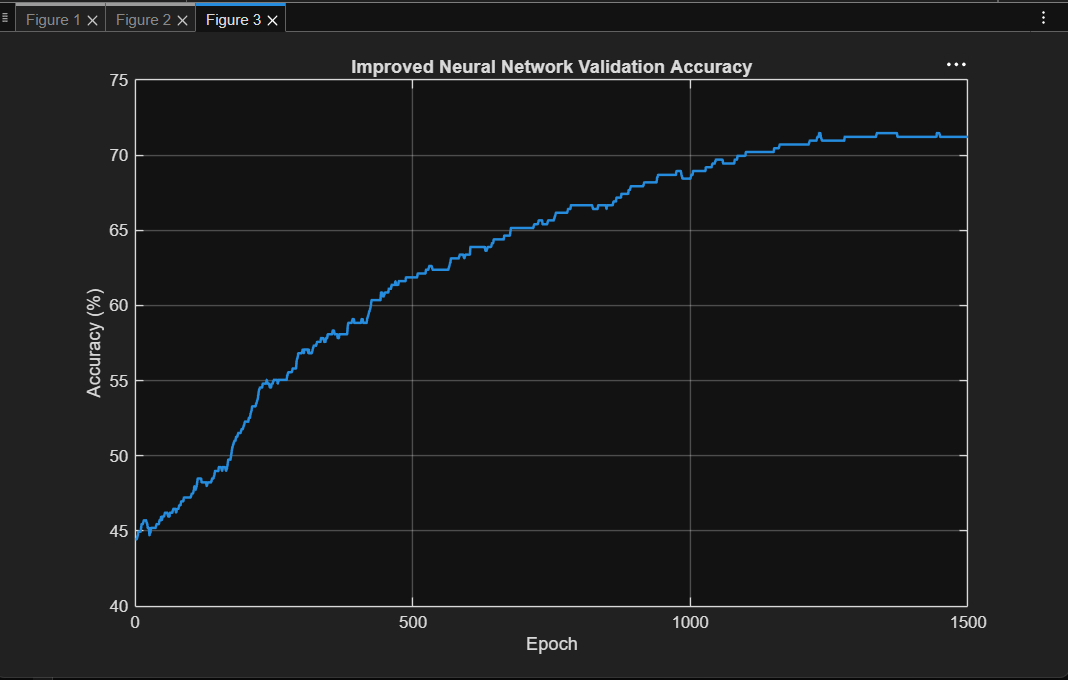 Figure 1 Figure 2 Figure 3
Improved Neural Network Validation Accuracy
75
70
65
60
55
50
45
40
Accuracy (%)
0 500 1000 1500
Epoch